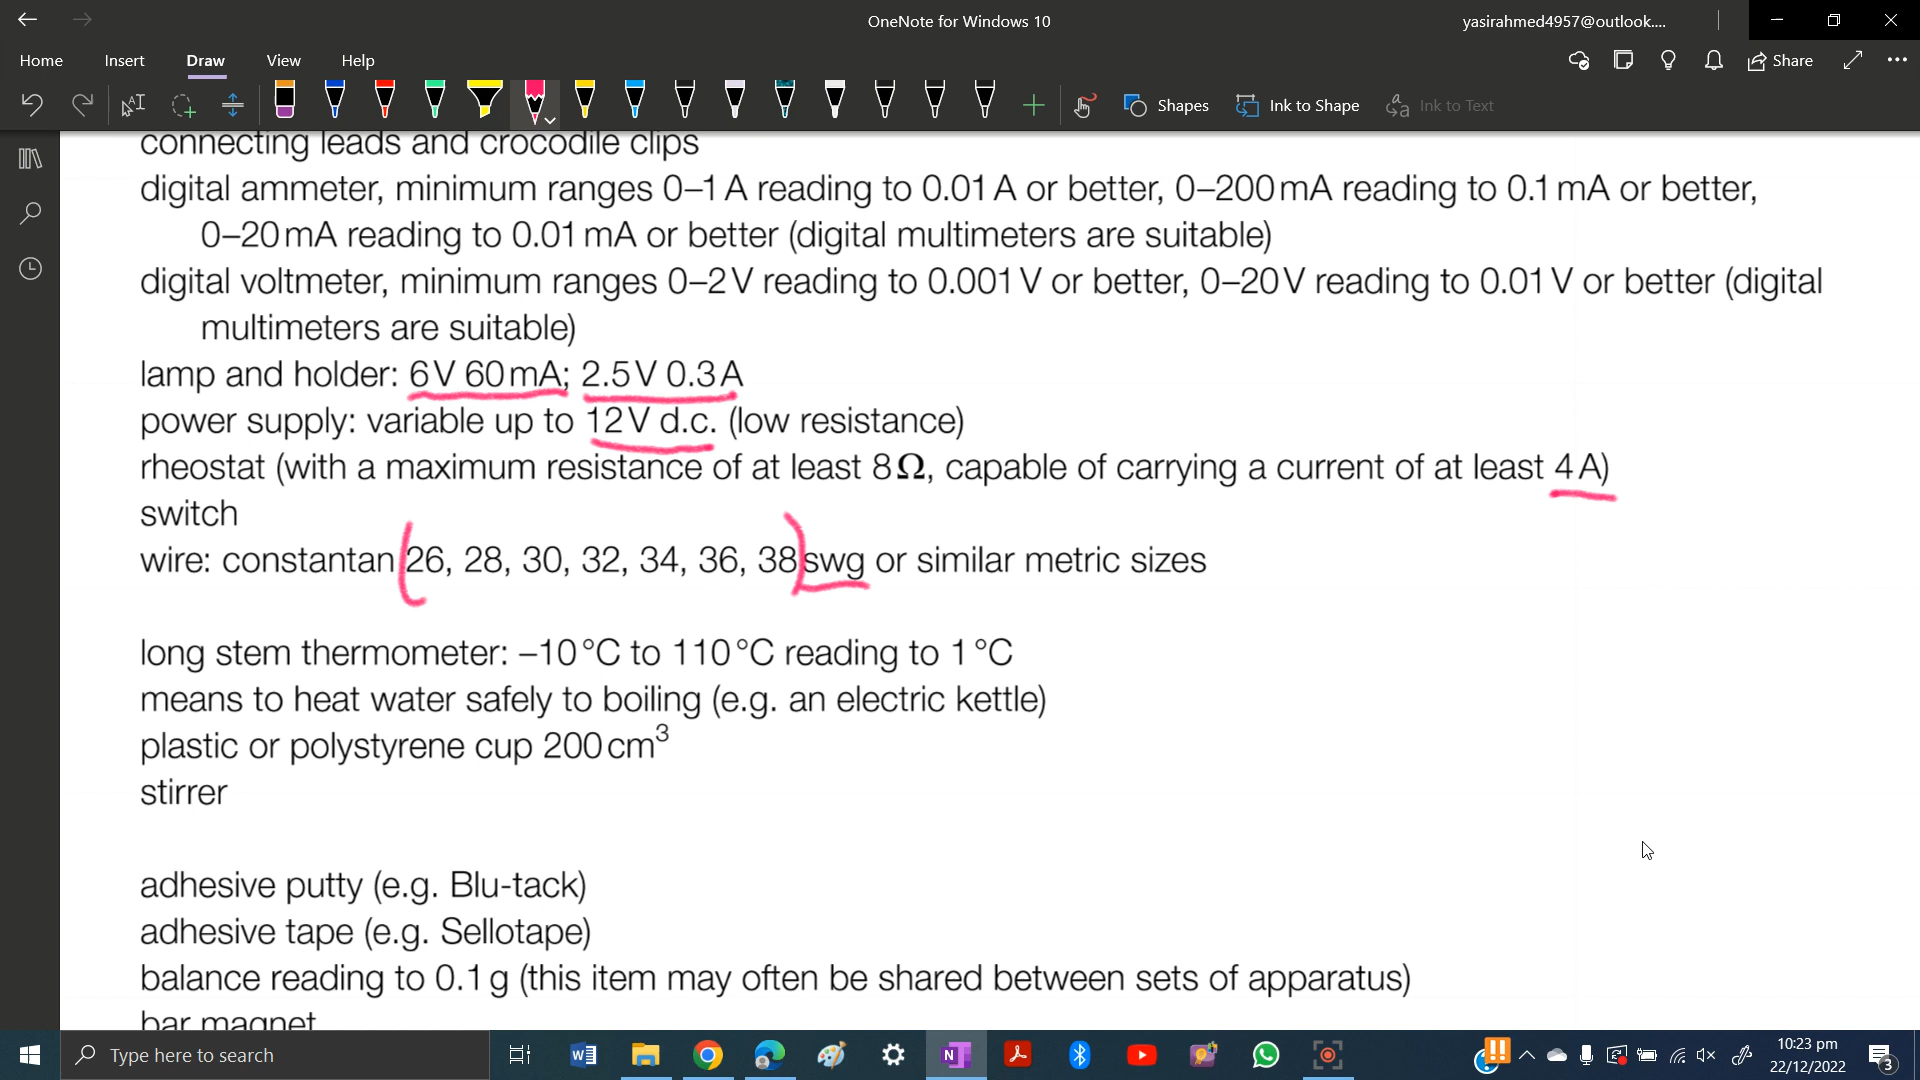 OneNote for Windows 10
yasirahmed4957@outlook....
Home Insert Draw View Help
Share
Shapes Ink to Shape Ink to Text
connecting leads and crocodile clips
digital ammeter, minimum ranges 0–1 A reading to 0.01 A or better, 0–200 mA reading to 0.1 mA or better,
0–20 mA reading to 0.01 mA or better (digital multimeters are suitable)
digital voltmeter, minimum ranges 0–2 V reading to 0.001 V or better, 0–20 V reading to 0.01 V or better (digital
multimeters are suitable)
lamp and holder: 6 V 60 mA; 2.5 V 0.3 A
power supply: variable up to 12 V d.c. (low resistance)
rheostat (with a maximum resistance of at least 8 Ω, capable of carrying a current of at least 4 A)
switch
wire: constantan 26, 28, 30, 32, 34, 36, 38 swg or similar metric sizes
long stem thermometer: –10 °C to 110 °C reading to 1 °C
means to heat water safely to boiling (e.g. an electric kettle)
plastic or polystyrene cup 200 cm³
stirrer
adhesive putty (e.g. Blu-tack)
adhesive tape (e.g. Sellotape)
balance reading to 0.1 g (this item may often be shared between sets of apparatus)
bar magnet
Type here to search
10:23 pm
22/12/2022
3